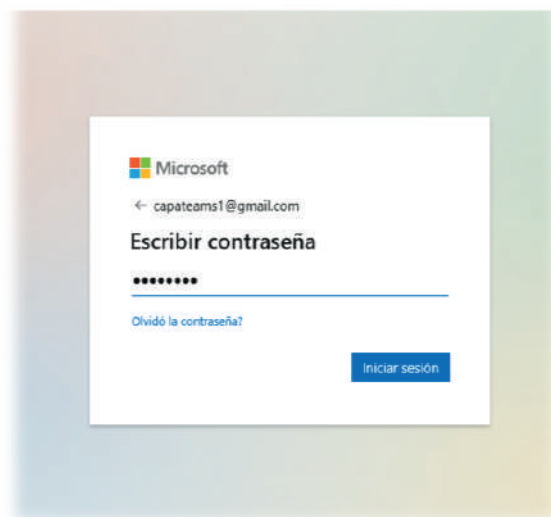 Microsoft
← capateams1@gmail.com
Escribir contraseña
••••••••
Olvidó la contraseña?
Iniciar sesión